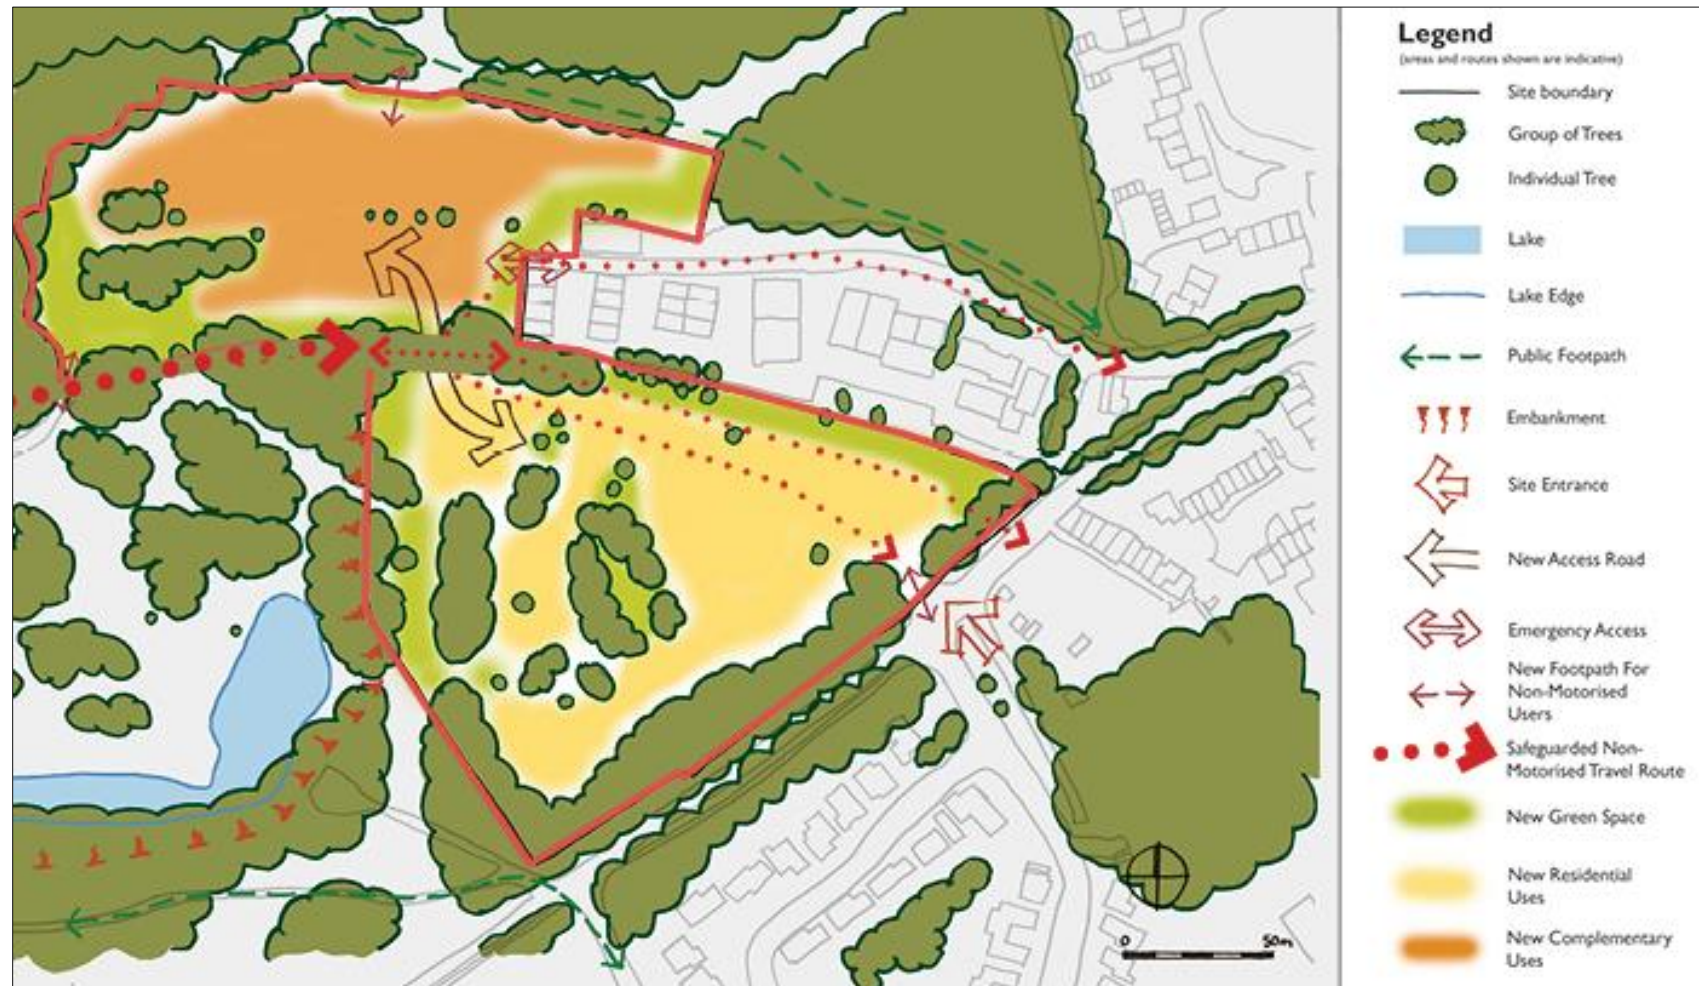 Legend
(areas and routes shown are indicative)
Site boundary
Group of Trees
Individual Tree
Lake
Lake Edge
Public Footpath
Embankment
Site Entrance
New Access Road
Emergency Access
New Footpath For
Non-Motorised
Users
Safeguarded Non-
Motorised Travel Route
New Green Space
New Residential
Uses
New Complementary
Uses
0 50m